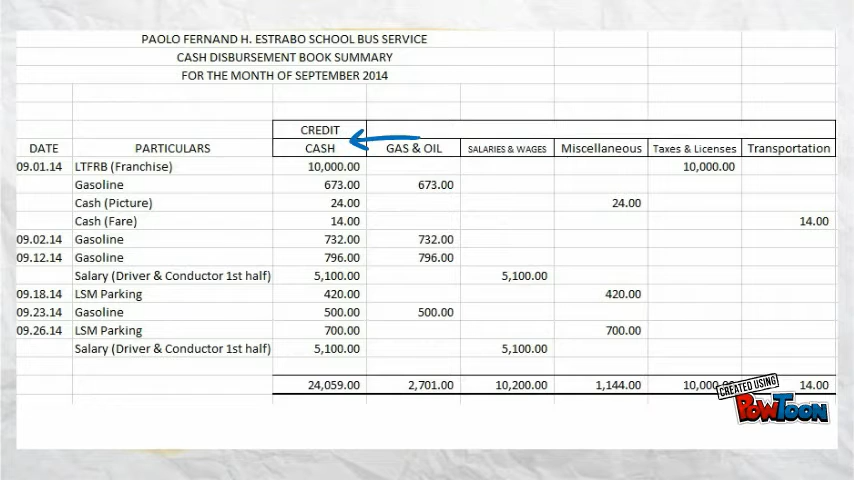 PAOLO FERNAND H. ESTRABO SCHOOL BUS SERVICE
CASH DISBURSEMENT BOOK SUMMARY
FOR THE MONTH OF SEPTEMBER 2014
CREDIT
DATE PARTICULARS CASH GAS & OIL SALARIES & WAGES Miscellaneous Taxes & Licenses Transportation
09.01.14 LTFRB (Franchise) 10,000.00 10,000.00
Gasoline 673.00 673.00
Cash (Picture) 24.00 24.00
Cash (Fare) 14.00 14.00
09.02.14 Gasoline 732.00 732.00
09.12.14 Gasoline 796.00 796.00
Salary (Driver & Conductor 1st half) 5,100.00 5,100.00
09.18.14 LSM Parking 420.00 420.00
09.23.14 Gasoline 500.00 500.00
09.26.14 LSM Parking 700.00 700.00
Salary (Driver & Conductor 1st half) 5,100.00 5,100.00
24,059.00 2,701.00 10,200.00 1,144.00 14.00
CREATED USING
POWTOON